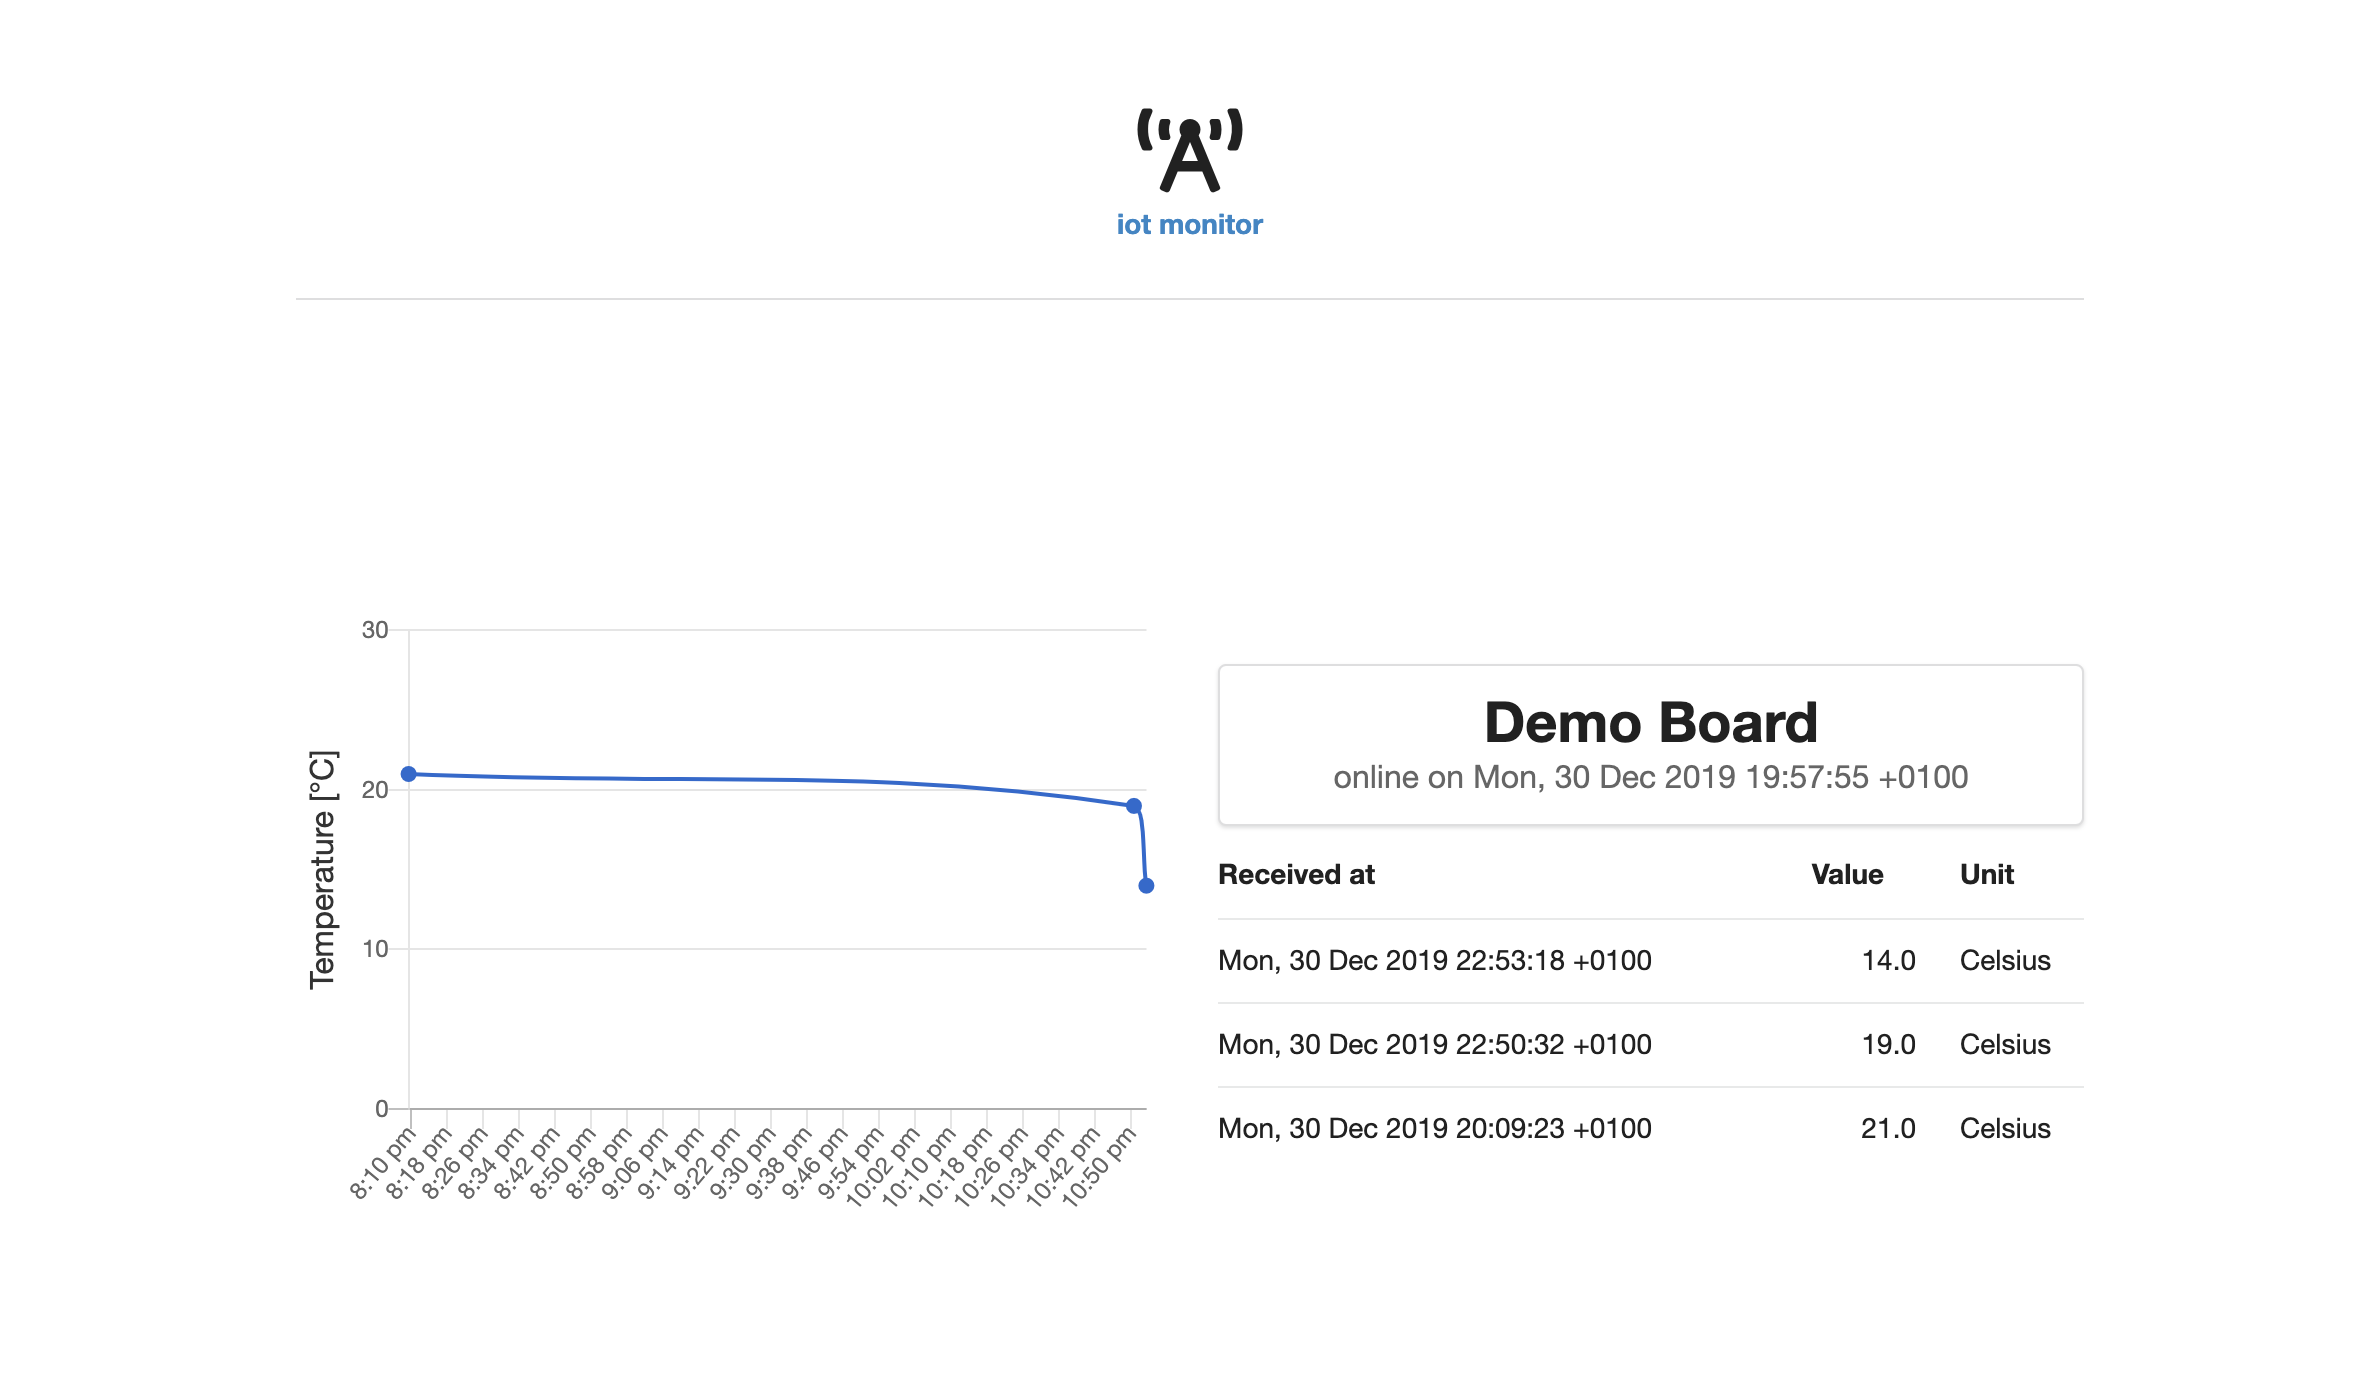 iot monitor
30
20
10
0
Temperature [°C]
8:10 pm
8:18 pm
8:26 pm
8:34 pm
8:42 pm
8:50 pm
8:58 pm
9:06 pm
9:14 pm
9:22 pm
9:30 pm
9:38 pm
9:46 pm
9:54 pm
10:02 pm
10:10 pm
10:18 pm
10:26 pm
10:34 pm
10:42 pm
10:50 pm
Demo Board
online on Mon, 30 Dec 2019 19:57:55 +0100
Received at Value Unit
Mon, 30 Dec 2019 22:53:18 +0100 14.0 Celsius
Mon, 30 Dec 2019 22:50:32 +0100 19.0 Celsius
Mon, 30 Dec 2019 20:09:23 +0100 21.0 Celsius